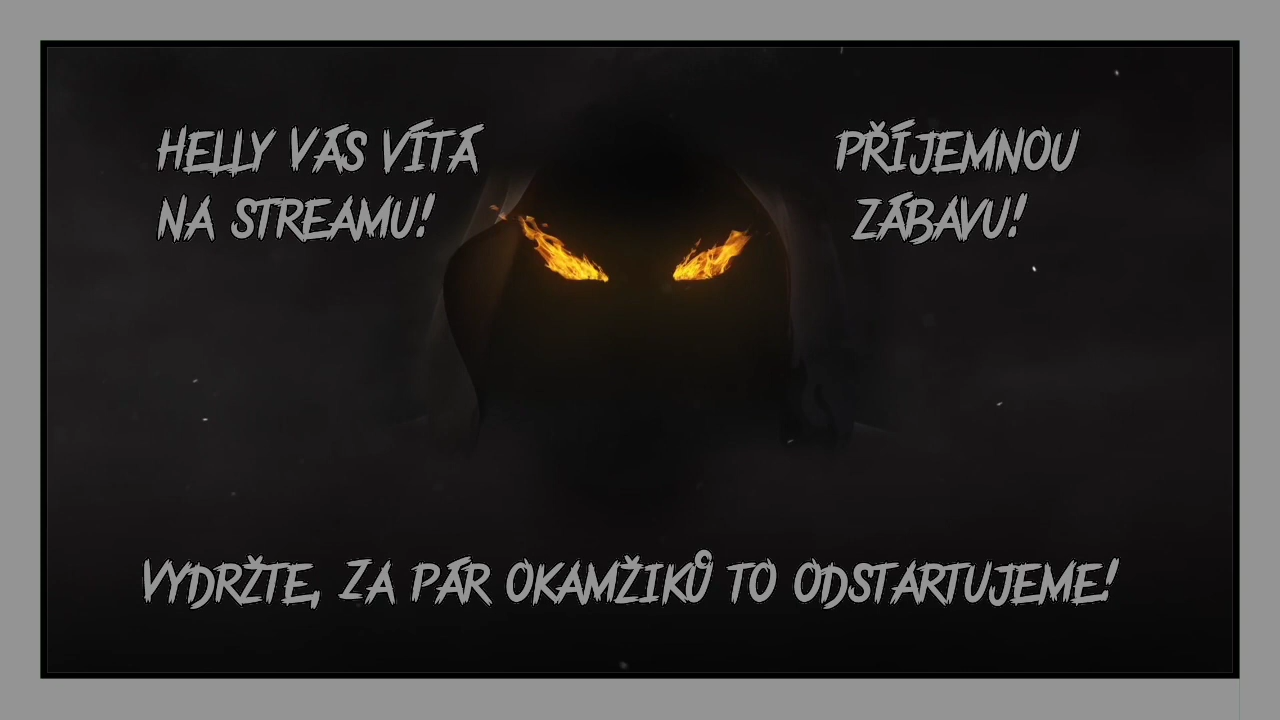 HELLY VÁS VÍTÁ
NA STREAMU!
PŘÍJEMNOU
ZÁBAVU!
VYDRŽTE, ZA PÁR OKAMŽIKŮ TO ODSTARTUJEME!